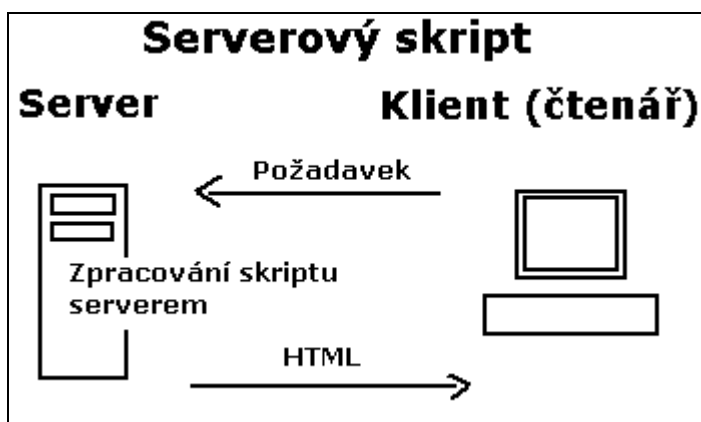 Serverový skript
Server
Klient (čtenář)
Požadavek
Zpracování skriptu
serverem
HTML